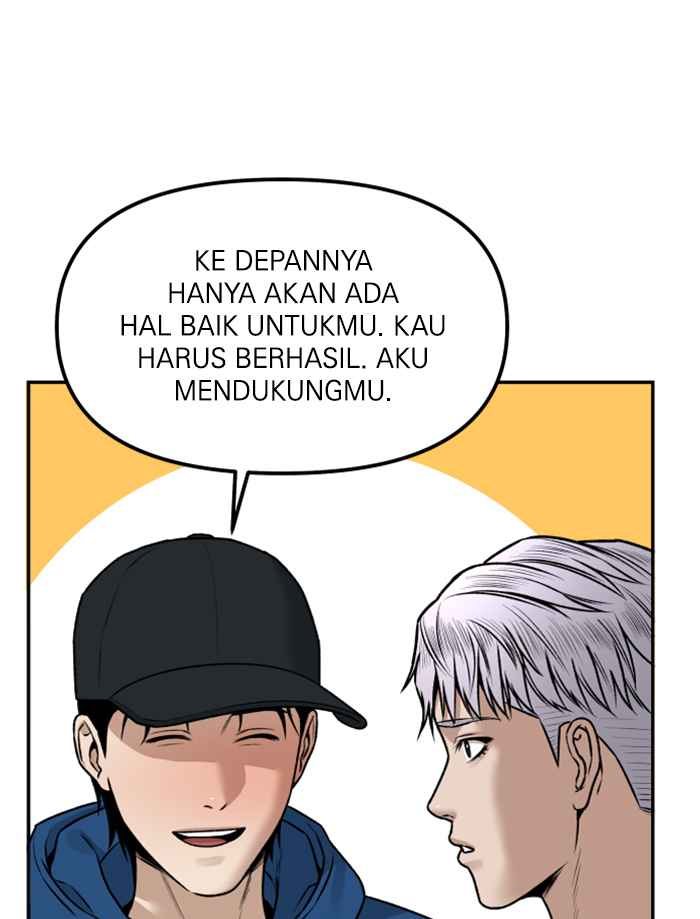 KE DEPANNYA
HANYA AKAN ADA
HAL BAIK UNTUKMU. KAU
HARUS BERHASIL. AKU
MENDUKUNGMU.